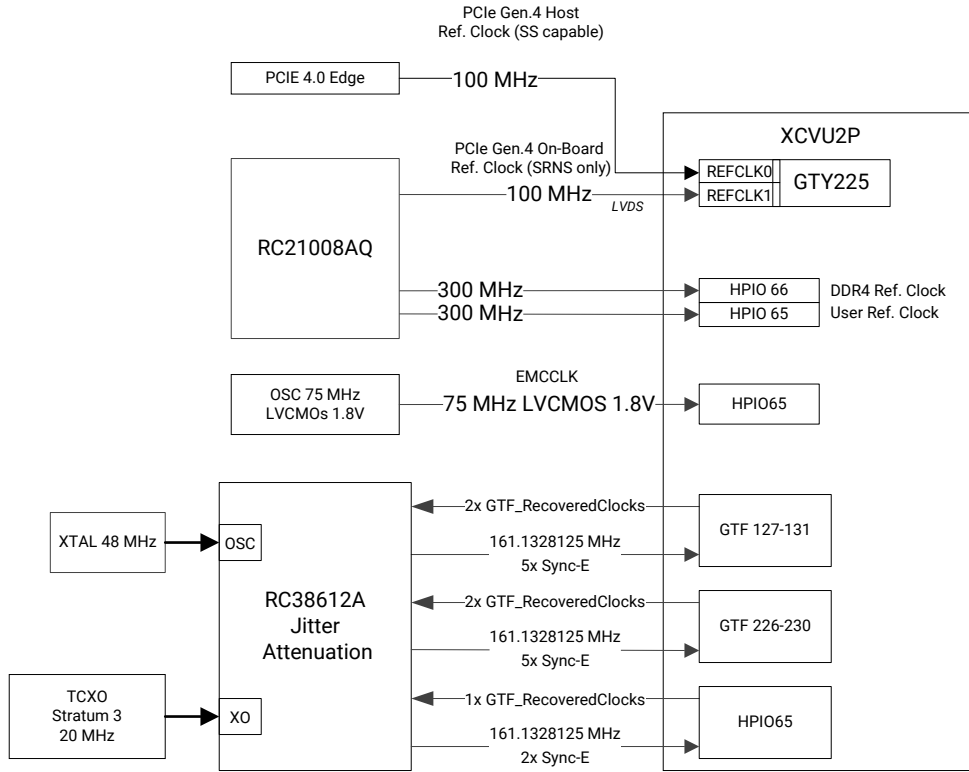 PCIe Gen.4 Host
Ref. Clock (SS capable)
PCIE 4.0 Edge
100 MHz
XCVU2P
PCIe Gen.4 On-Board
Ref. Clock (SRNS only)
REFCLK0
REFCLK1
GTY225
100 MHz
LVDS
RC21008AQ
300 MHz
HPIO 66
DDR4 Ref. Clock
300 MHz
HPIO 65
User Ref. Clock
EMCCLK
OSC 75 MHz
LVCMOs 1.8V
75 MHz LVCMOS 1.8V
HPIO65
2x GTF_RecoveredClocks
GTF 127-131
XTAL 48 MHz
OSC
161.1328125 MHz
5x Sync-E
RC38612A
Jitter
Attenuation
2x GTF_RecoveredClocks
GTF 226-230
161.1328125 MHz
5x Sync-E
TCXO
Stratum 3
20 MHz
XO
1x GTF_RecoveredClocks
HPIO65
161.1328125 MHz
2x Sync-E